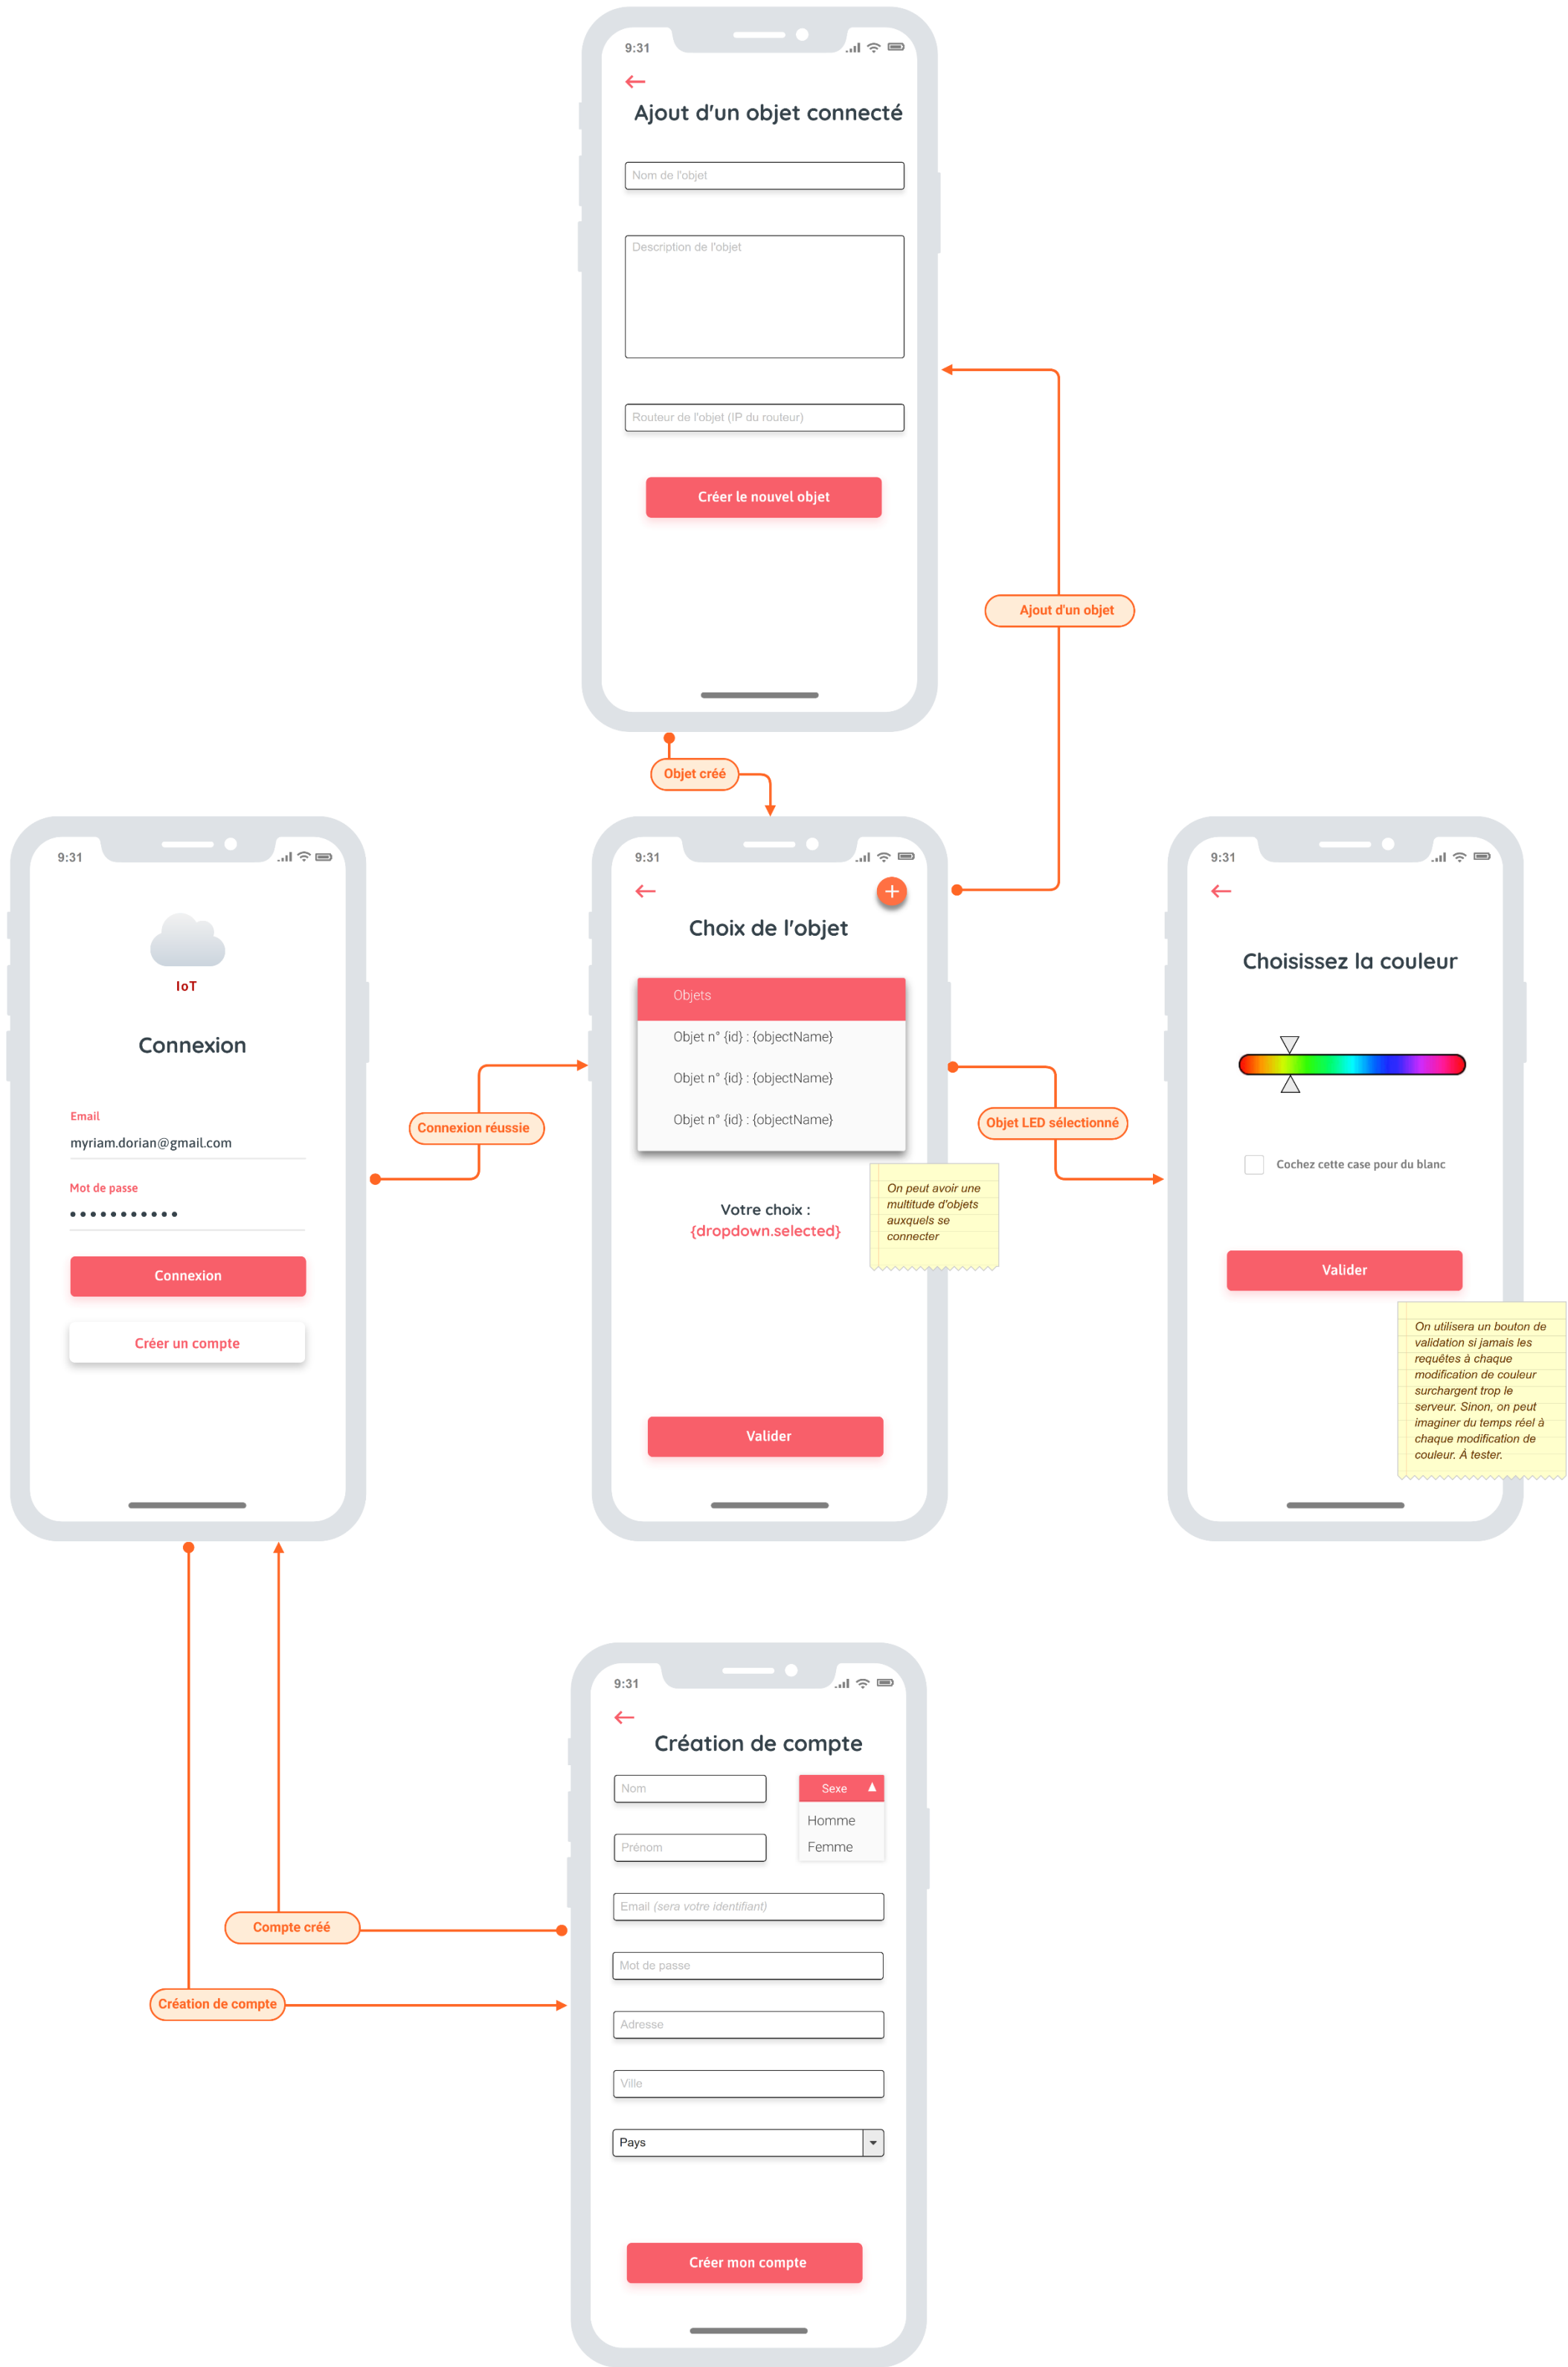 9:31
Ajout d'un objet connecté
Nom de l'objet
Description de l'objet
Routeur de l'objet (IP du routeur)
Créer le nouvel objet
Ajout d'un objet
Objet créé
9:31
IoT
Connexion
Email
myriam.dorian@gmail.com
Mot de passe
Connexion
Créer un compte
Connexion réussie
9:31
+
Choix de l'objet
Objets
Objet n° {id} : {objectName}
Objet n° {id} : {objectName}
Objet n° {id} : {objectName}
Votre choix :
{dropdown.selected}
On peut avoir une
multitude d'objets
auxquels se
connecter
Valider
Objet LED sélectionné
9:31
Choisissez la couleur
Cochez cette case pour du blanc
Valider
On utilisera un bouton de
validation si jamais les
requêtes à chaque
modification de couleur
surchargent trop le
serveur. Sinon, on peut
imaginer du temps réel à
chaque modification de
couleur. À tester.
Compte créé
Création de compte
9:31
Création de compte
Nom
Sexe
Homme
Femme
Prénom
Email (sera votre identifiant)
Mot de passe
Adresse
Ville
Pays
Créer mon compte